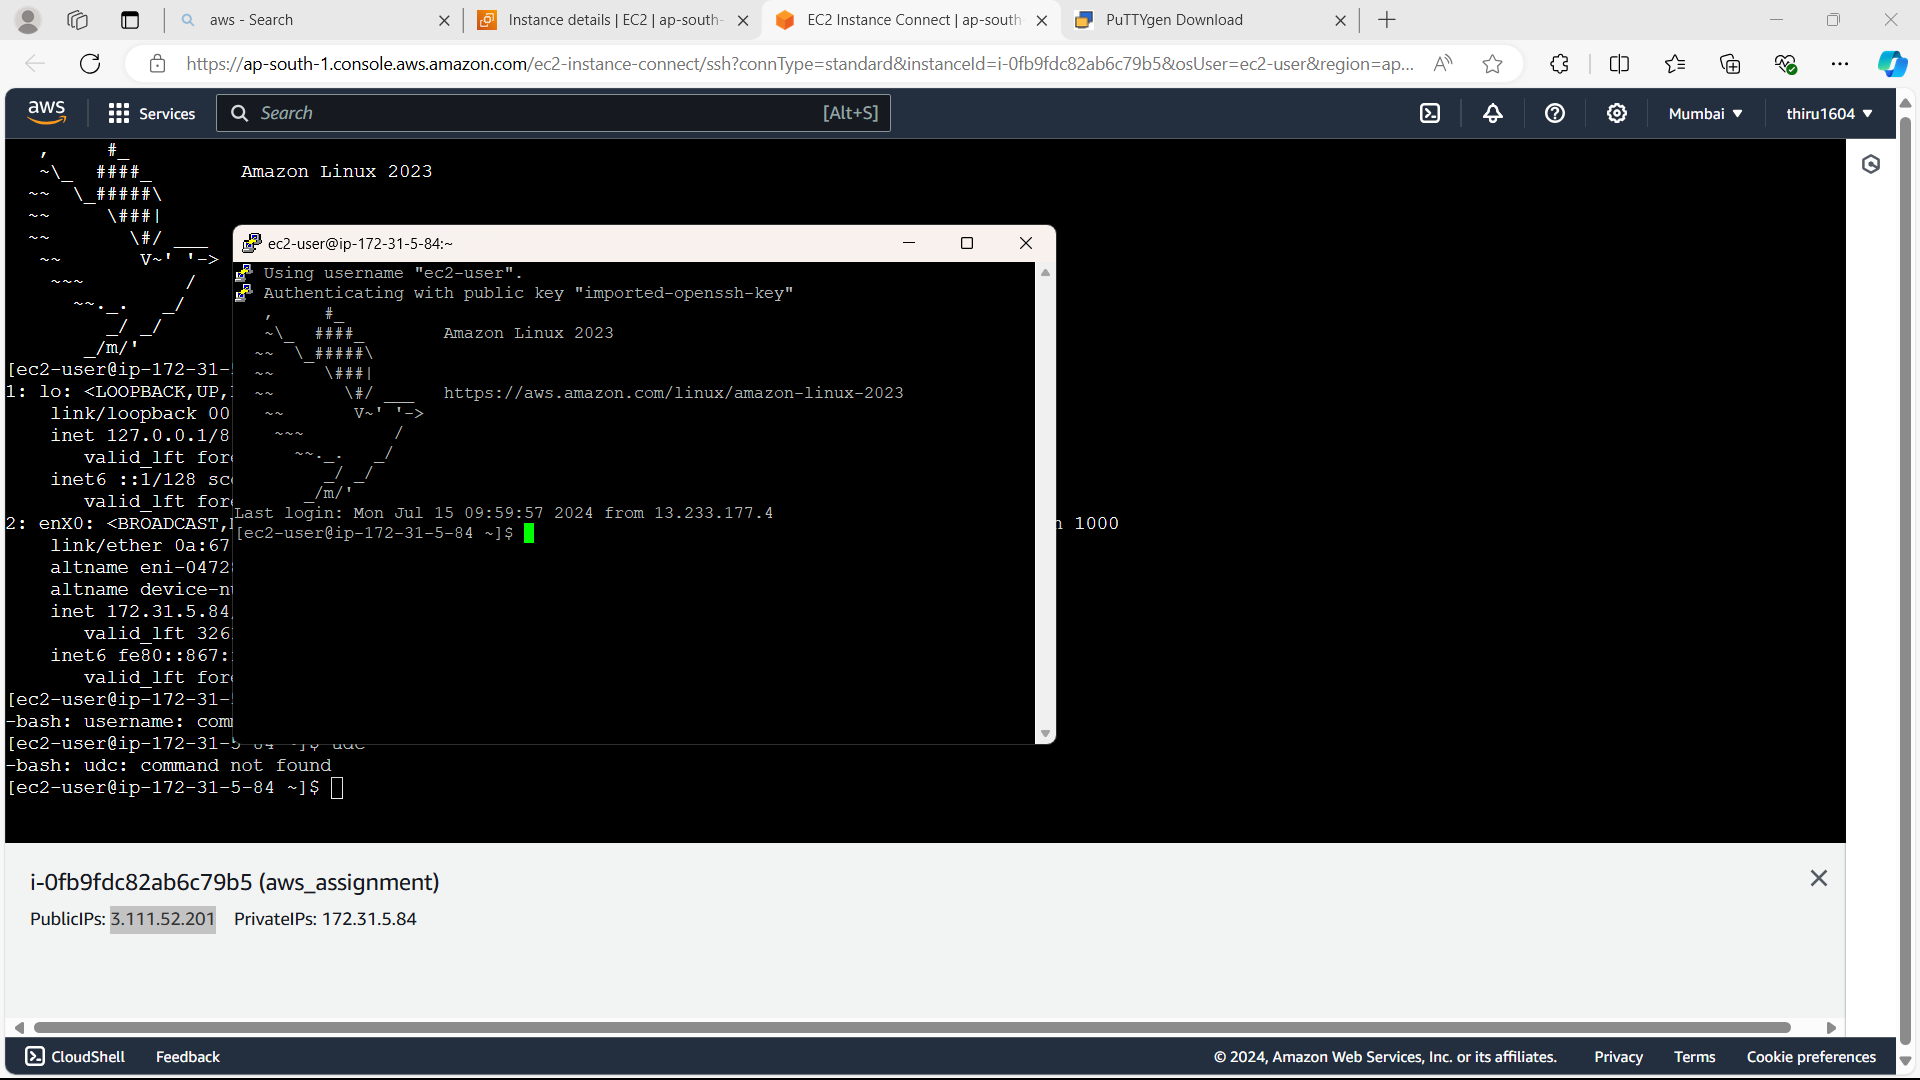 aws - Search
Instance details | EC2 | ap-south-
EC2 Instance Connect | ap-south-
PuTTYgen Download
https://ap-south-1.console.aws.amazon.com/ec2-instance-connect/ssh?connType=standard&instanceId=i-0fb9fdc82ab6c79b5&osUser=ec2-user&region=ap...
aws
Services
Search
[Alt+S]
Mumbai
thiru1604
   ,     #_
   ~\_  ####_        Amazon Linux 2023
  ~~  \_#####\
  ~~     \###|
  ~~       \#/ ___
   ~~       V~' '->
    ~~~         /
      ~~._.   _/
         _/ _/
       _/m/'
[ec2-user@ip-172-31-5
1: lo: <LOOPBACK,UP,
link/loopback 00
inet 127.0.0.1/8
valid_lft fore
inet6 ::1/128 sco
valid_lft fore
2: enX0: <BROADCAST, 1000
link/ether 0a:67
altname eni-0472
altname device-nu
inet 172.31.5.84
valid_lft 326
inet6 fe80::867:
valid_lft fore
[ec2-user@ip-172-31-5
-bash: username: comm
[ec2-user@ip-172-31-5-84 ~]$ udc
-bash: udc: command not found
[ec2-user@ip-172-31-5-84 ~]$
ec2-user@ip-172-31-5-84:~
Using username "ec2-user".
Authenticating with public key "imported-openssh-key"
   ,     #_
   ~\_  ####_        Amazon Linux 2023
  ~~  \_#####\
  ~~     \###|
  ~~       \#/ ___   https://aws.amazon.com/linux/amazon-linux-2023
   ~~       V~' '->
    ~~~         /
      ~~._.   _/
         _/ _/
       _/m/'
Last login: Mon Jul 15 09:59:57 2024 from 13.233.177.4
[ec2-user@ip-172-31-5-84 ~]$
i-0fb9fdc82ab6c79b5 (aws_assignment)
PublicIPs: 3.111.52.201 PrivateIPs: 172.31.5.84
CloudShell
Feedback
© 2024, Amazon Web Services, Inc. or its affiliates.
Privacy
Terms
Cookie preferences